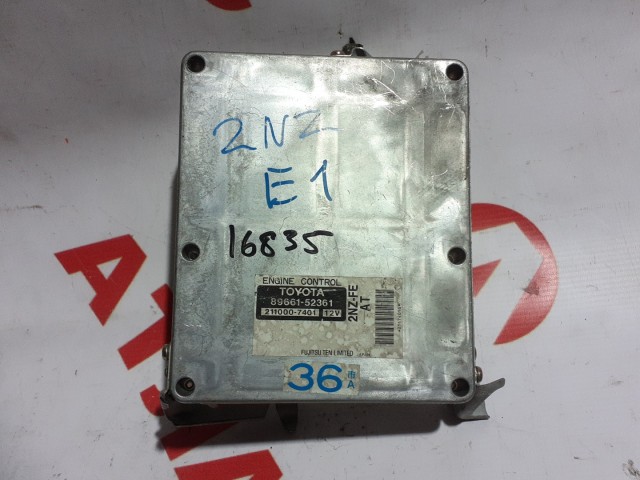 2NZ
E1
16835
ENGINE CONTROL
TOYOTA
89661-52361
211000-7401 12V
2NZ-FE
AT
FUJITSU TEN LIMITED
36
A